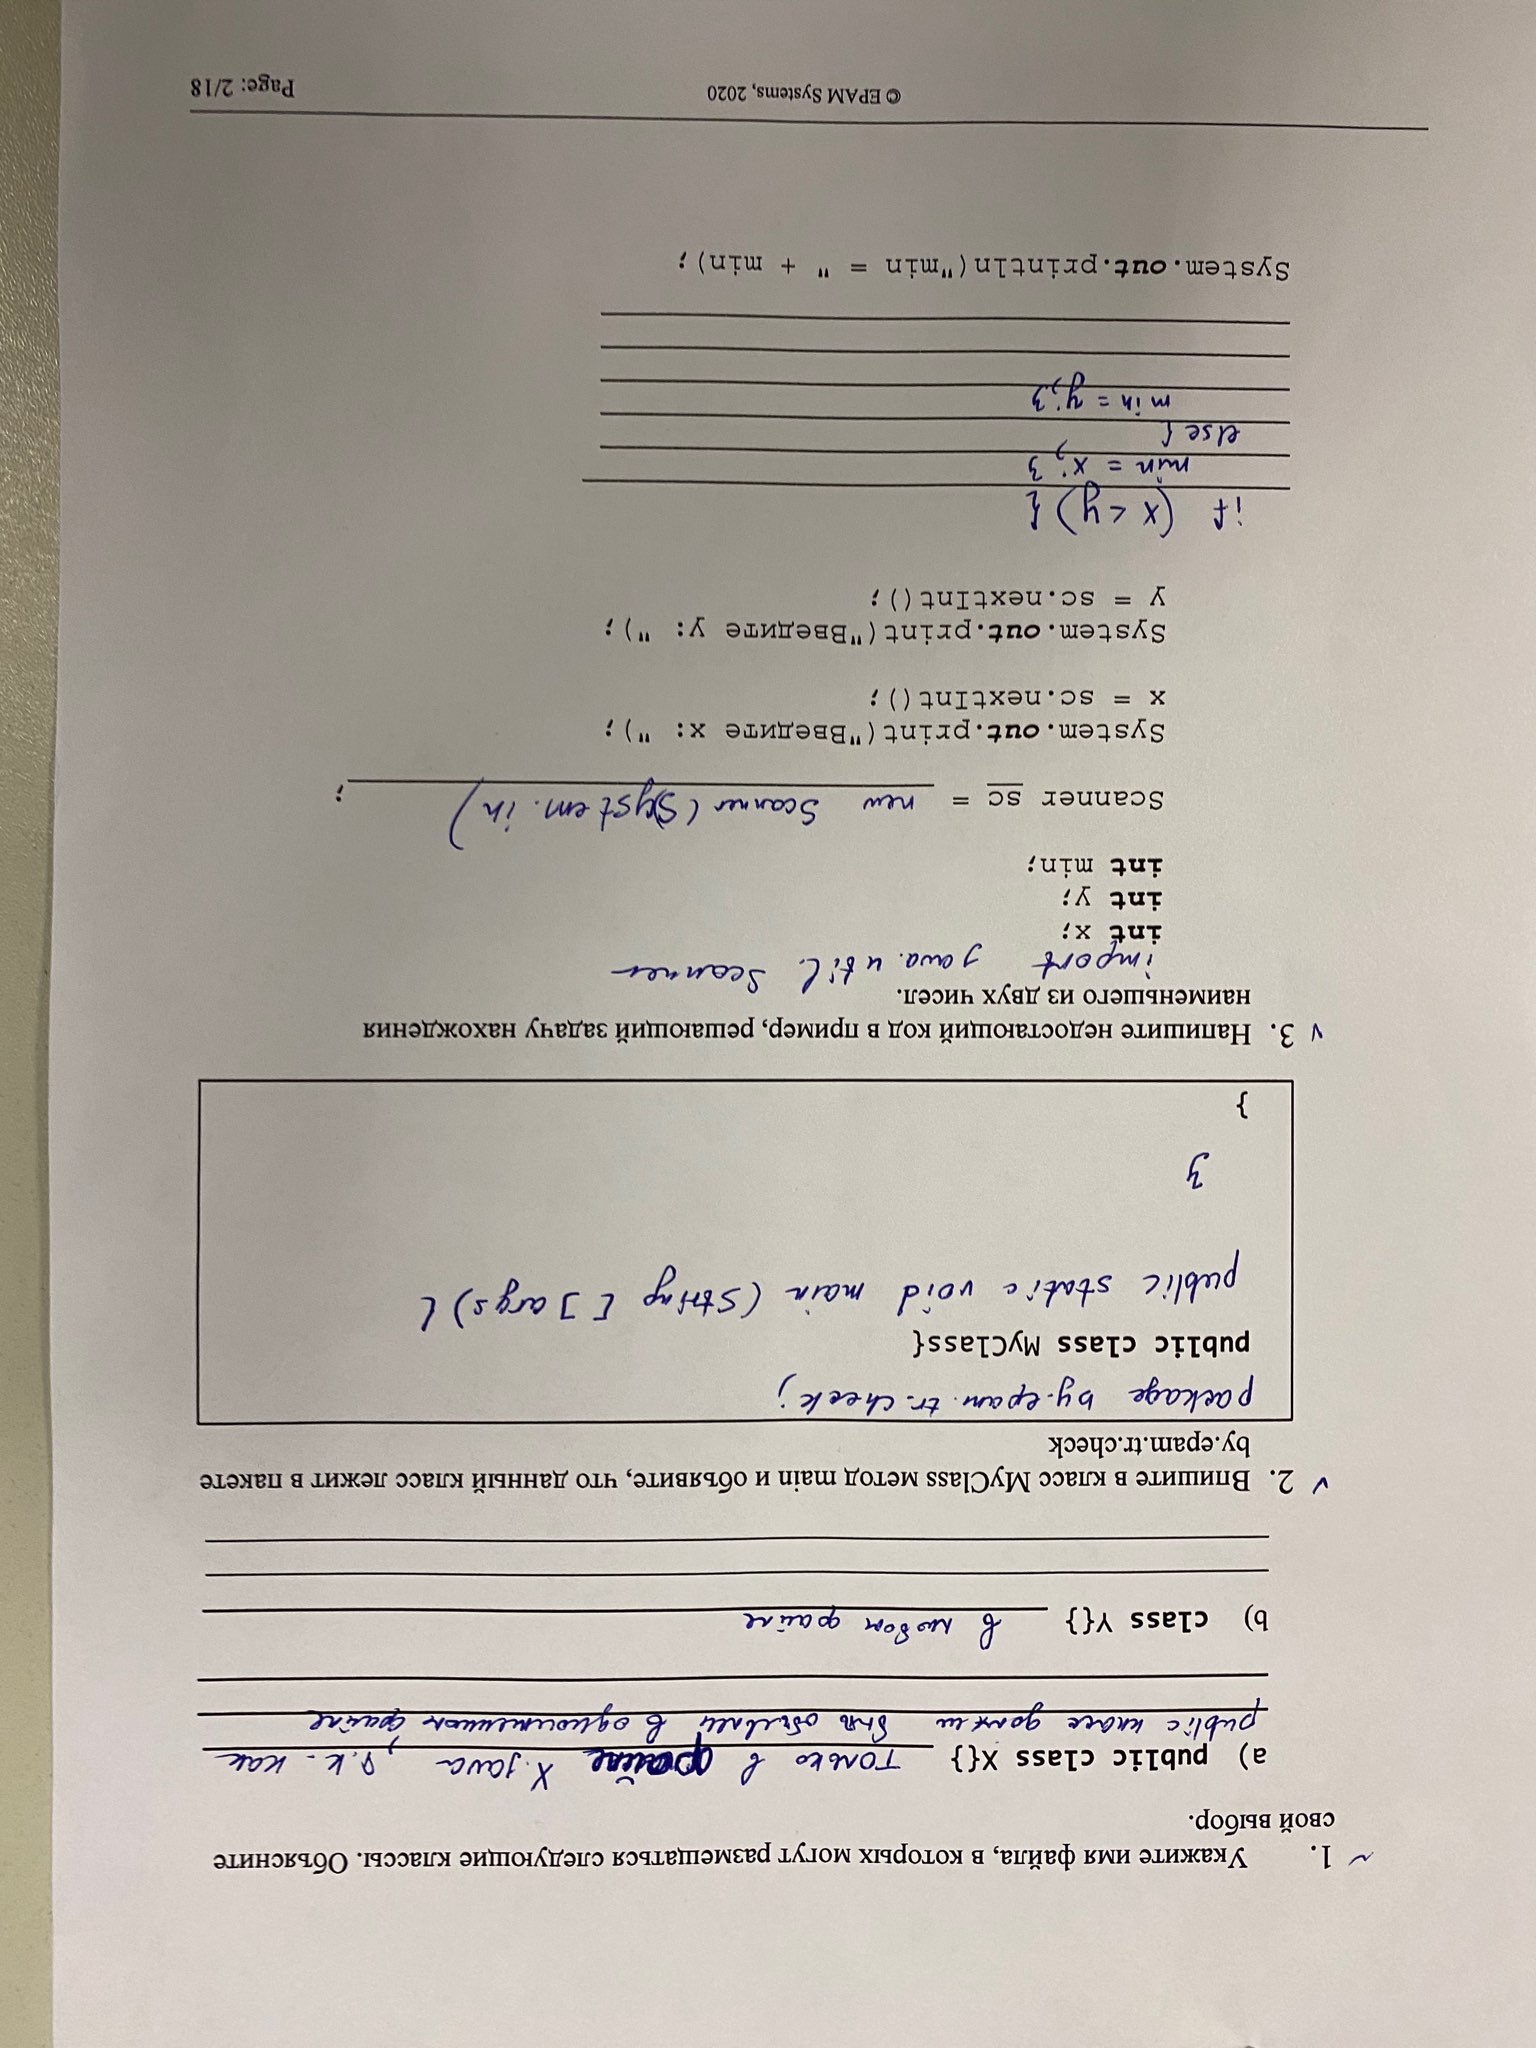 ~ 1. Укажите имя файла, в которых могут размещаться следующие классы. Объясните
свой выбор.
a) public class X{} только в файле X.java, т.к. как
public класс должен быть объявлен в одноименном файле
b) class Y{} в любом файле
v 2. Впишите в класс MyClass метод main и объявите, что данный класс лежит в пакете
by.epam.tr.check
package by.epam.tr.check;
public class MyClass{
public static void main (String [] args) {
}
}
v 3. Напишите недостающий код в пример, решающий задачу нахождения
наименьшего из двух чисел.
import java.util.Scanner
int x;
int y;
int min;
Scanner sc = new Scanner (System.in) ;
System.out.print("Введите x: ");
x = sc.nextInt();
System.out.print("Введите y: ");
y = sc.nextInt();
if (x < y) {
min = x; }
else {
min = y; }
System.out.println("min = " + min);
© EPAM Systems, 2020
Page: 2/18